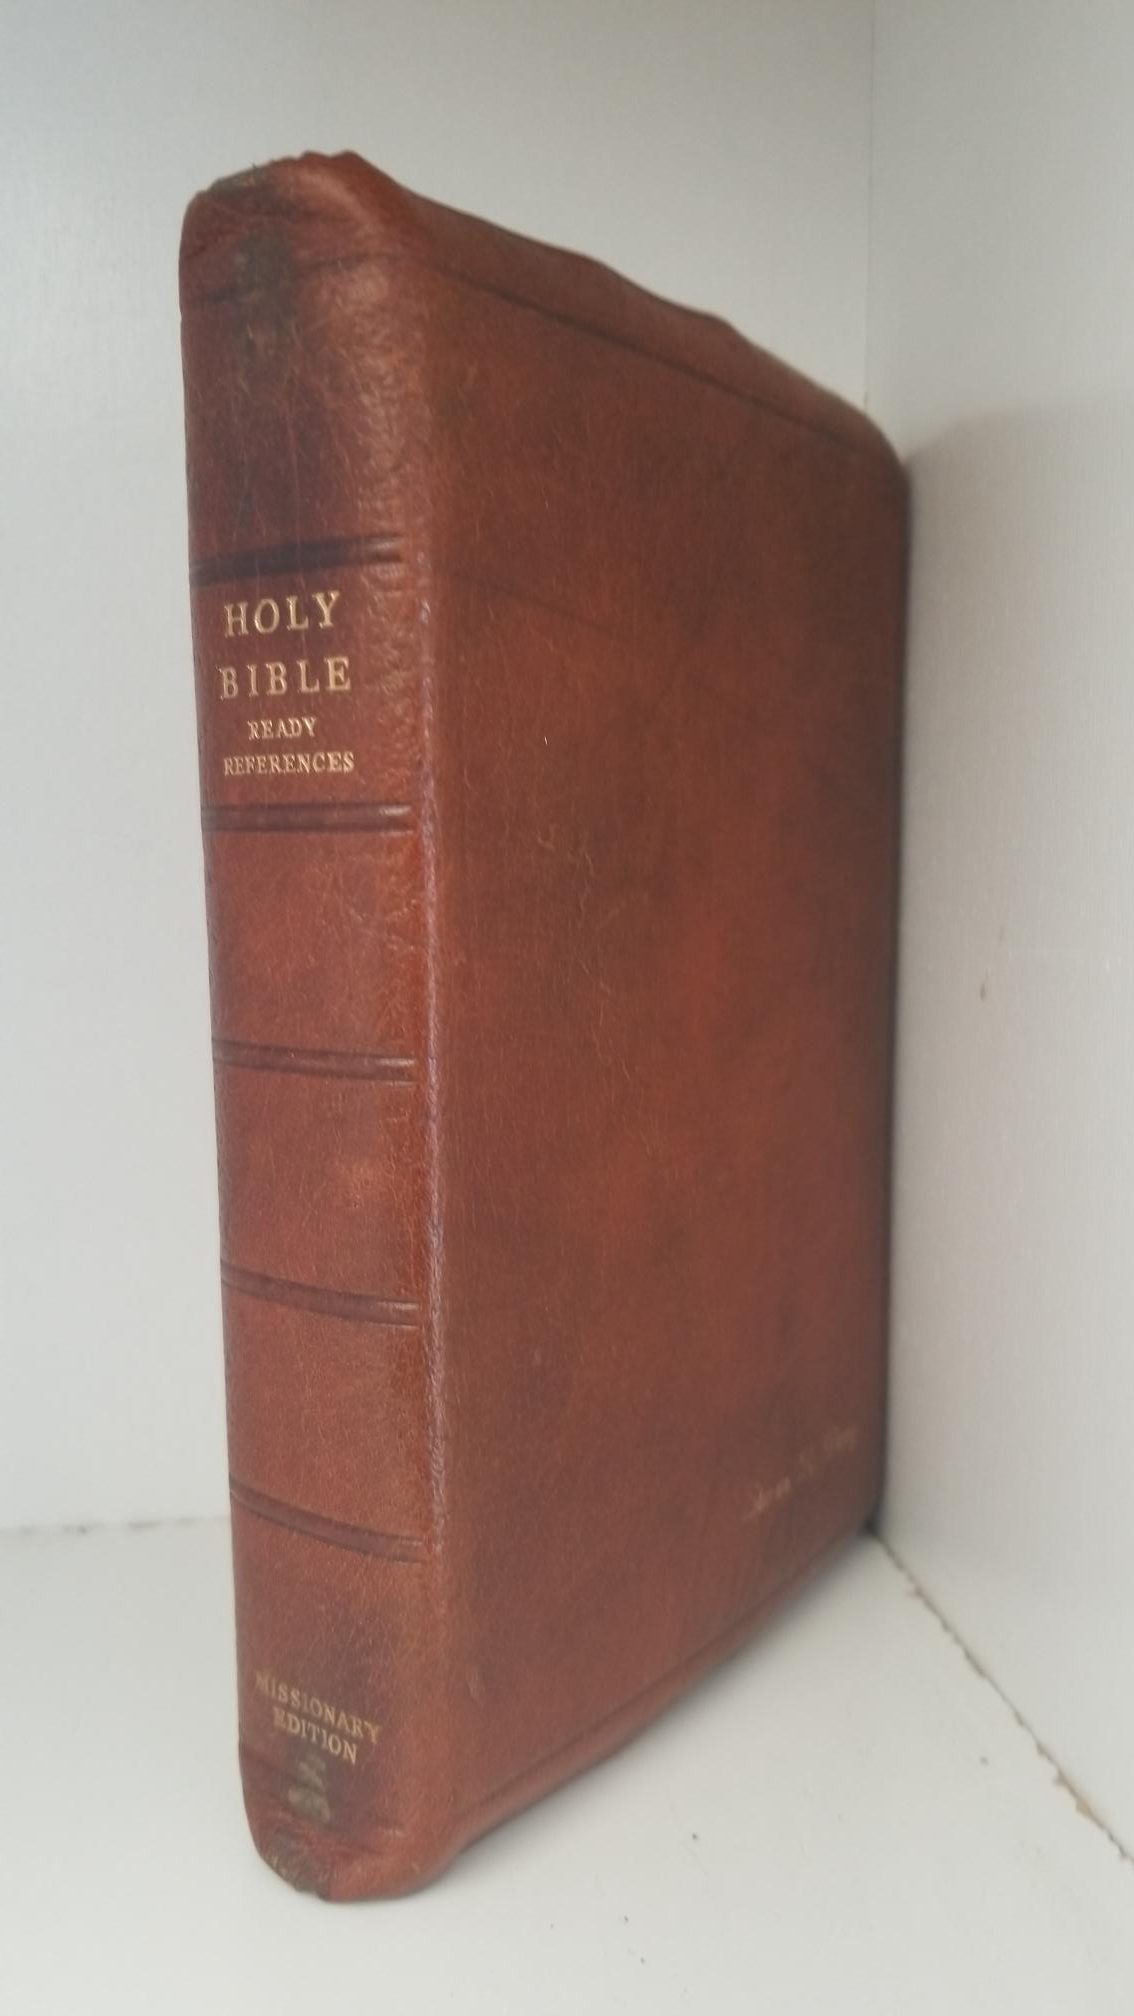 HOLY
BIBLE
READY
REFERENCES
MISSIONARY
EDITION